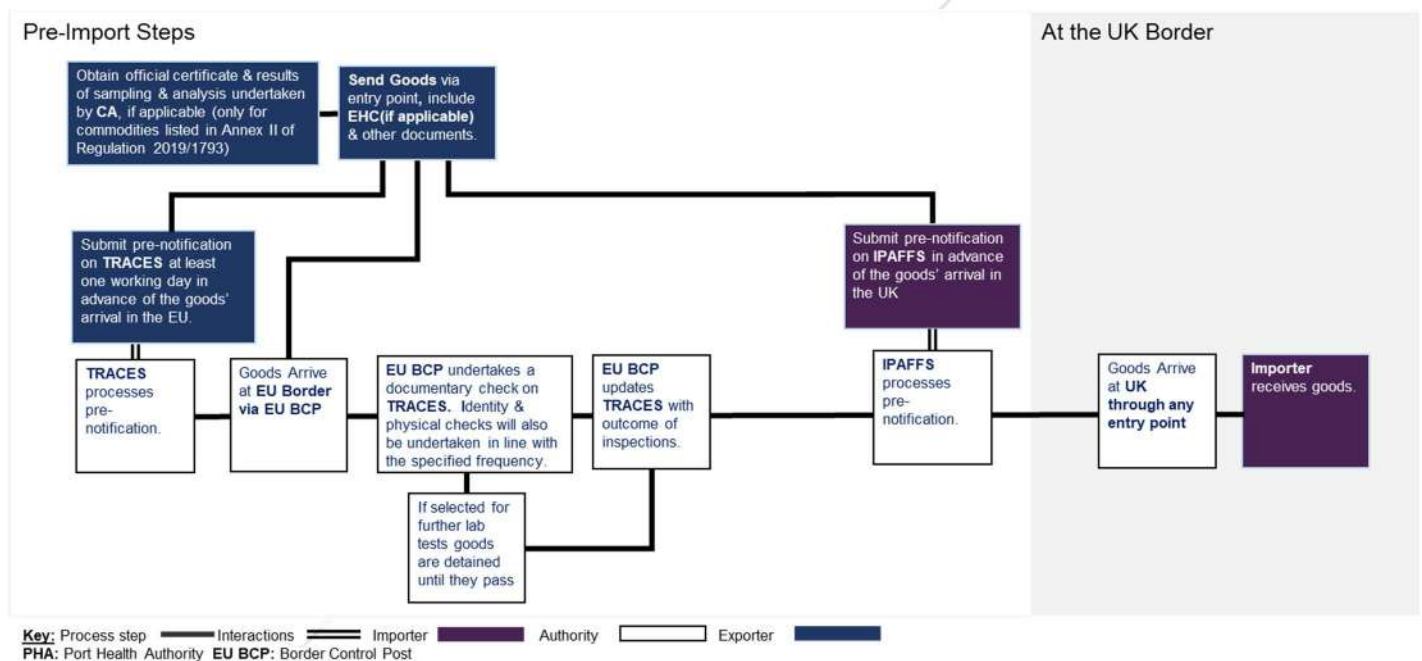 Pre-Import Steps
At the UK Border
Obtain official certificate & results
of sampling & analysis undertaken
by CA, if applicable (only for
commodities listed in Annex II of
Regulation 2019/1793)
Send Goods via
entry point, include
EHC(if applicable)
& other documents.
Submit pre-notification
on TRACES at least
one working day in
advance of the goods'
arrival in the EU.
Submit pre-notification
on IPAFFS in advance
of the goods' arrival in
the UK
TRACES
processes
pre-
notification.
Goods Arrive
at EU Border
via EU BCP
EU BCP undertakes a
documentary check on
TRACES. Identity &
physical checks will also
be undertaken in line with
the specified frequency.
EU BCP
updates
TRACES with
outcome of
inspections.
IPAFFS
processes
pre-
notification.
Goods Arrive
at UK
through any
entry point
Importer
receives goods.
If selected for
further lab
tests goods
are detained
until they pass
Key: Process step Interactions Importer Authority Exporter
PHA: Port Health Authority EU BCP: Border Control Post